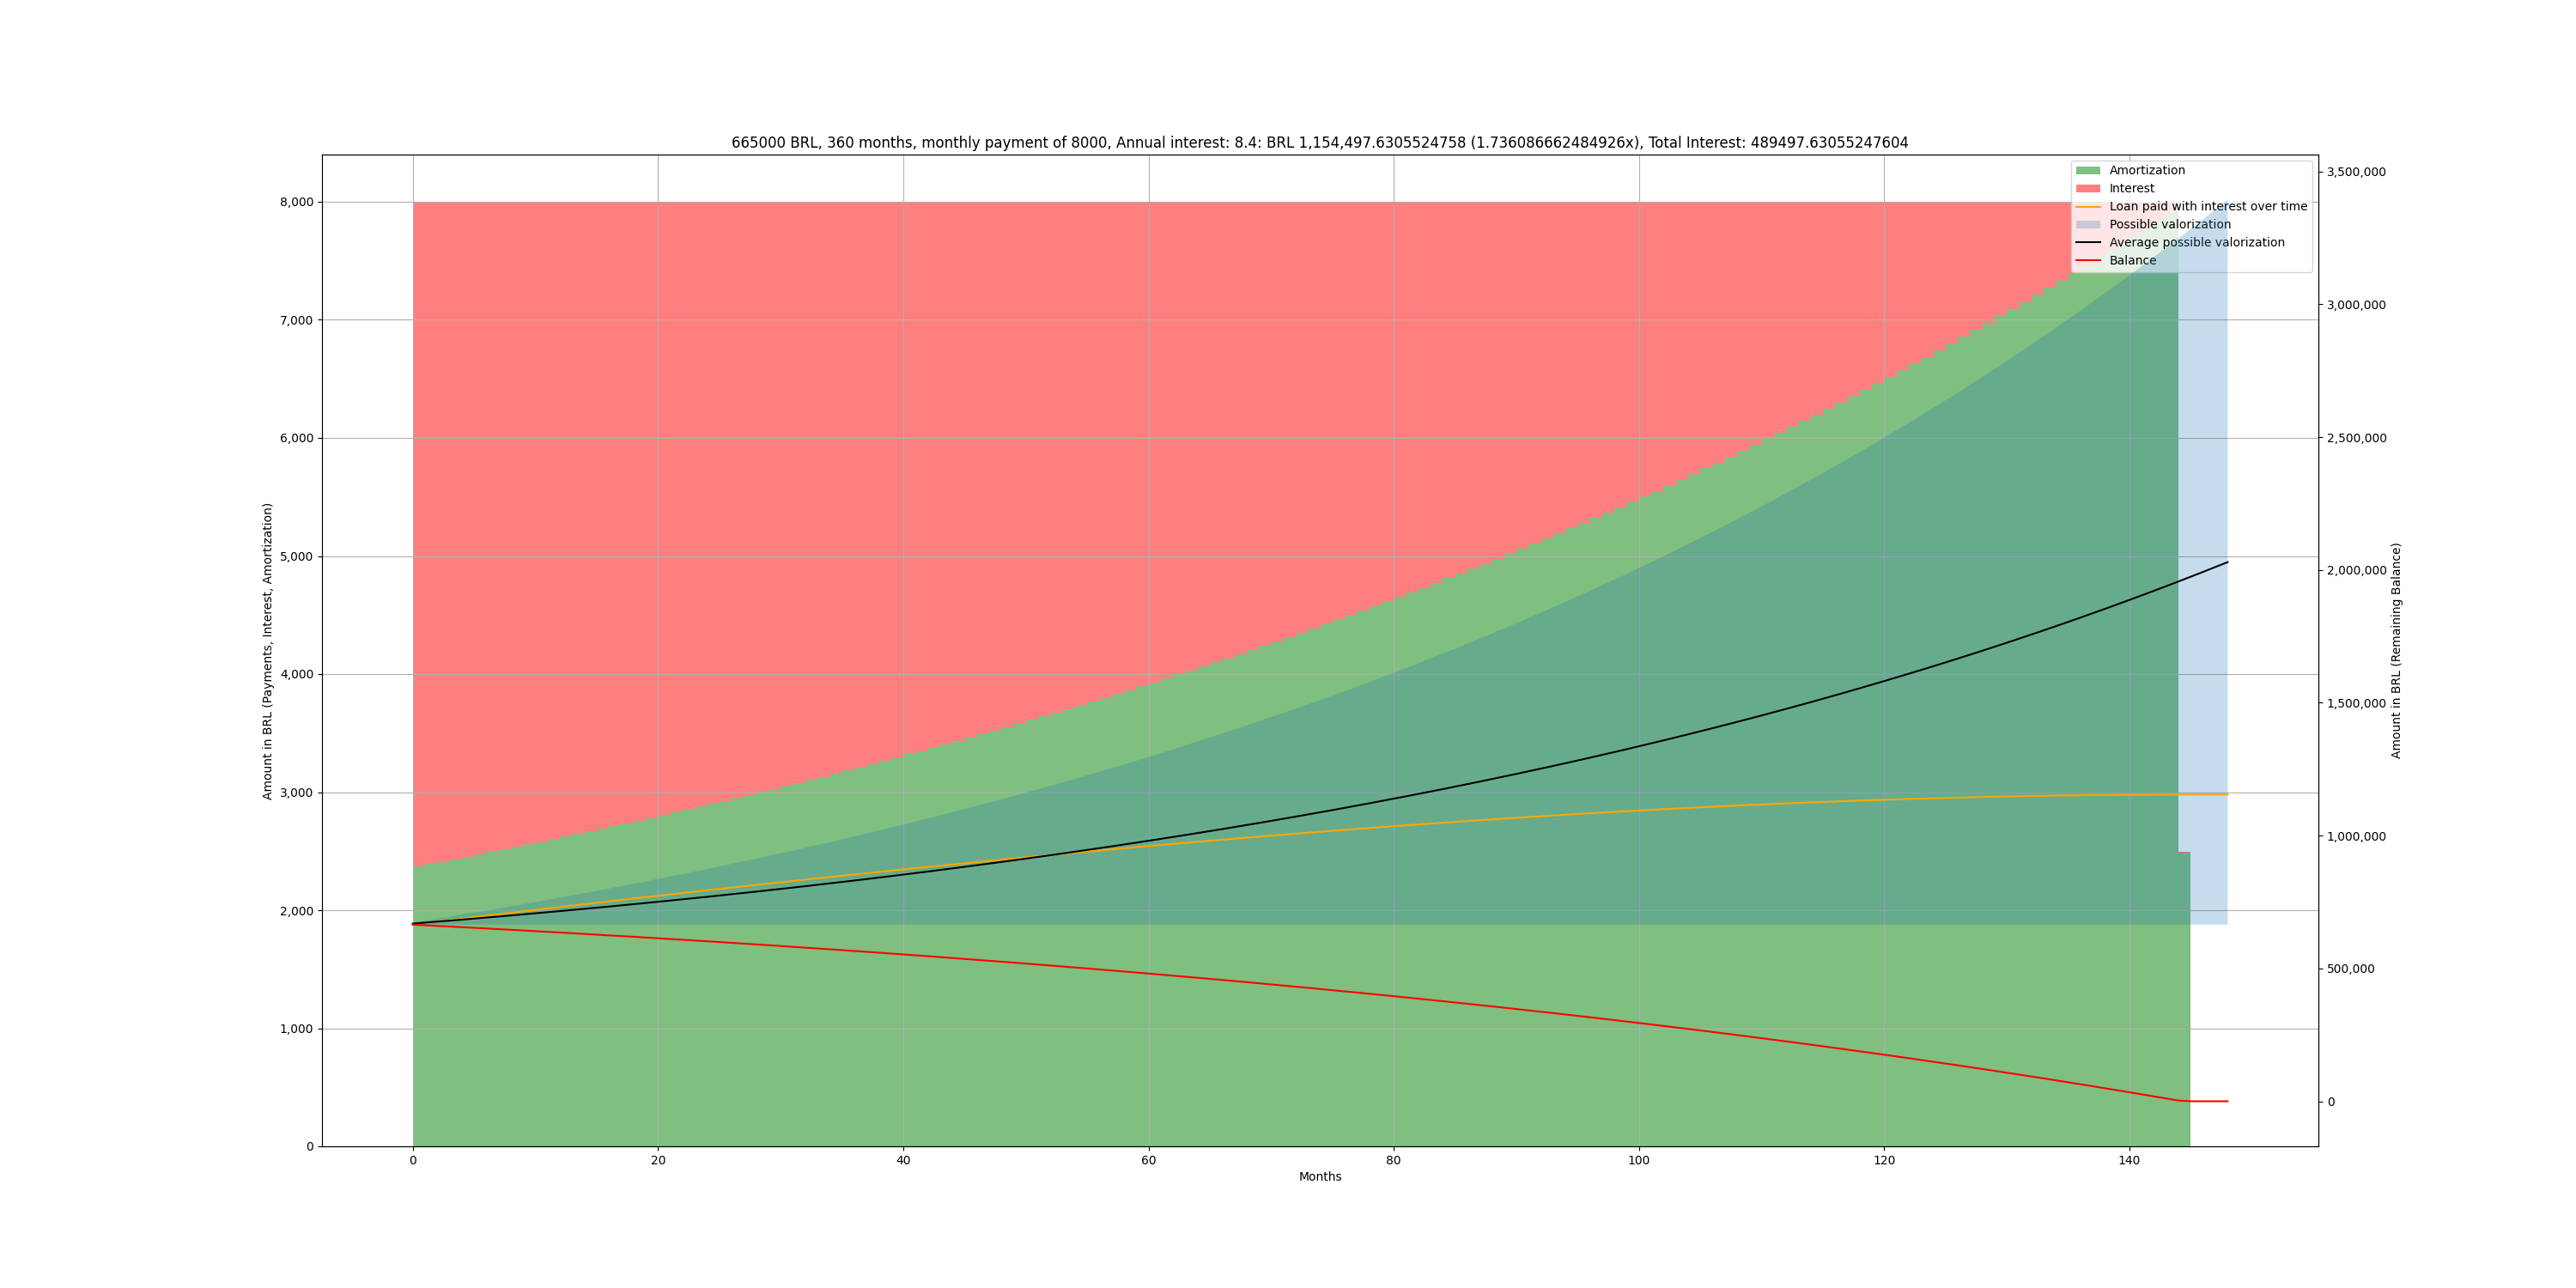 665000 BRL, 360 months, monthly payment of 8000, Annual interest: 8.4: BRL 1,154,497.6305524758 (1.736086662484926x), Total Interest: 489497.63055247604
Amortization
Interest
Loan paid with interest over time
Possible valorization
Average possible valorization
Balance
Amount in BRL (Payments, Interest, Amortization)
8,000
7,000
6,000
5,000
4,000
3,000
2,000
1,000
0
3,500,000
3,000,000
2,500,000
2,000,000
1,500,000
1,000,000
500,000
0
Amount in BRL (Remaining Balance)
0 20 40 60 80 100 120 140
Months